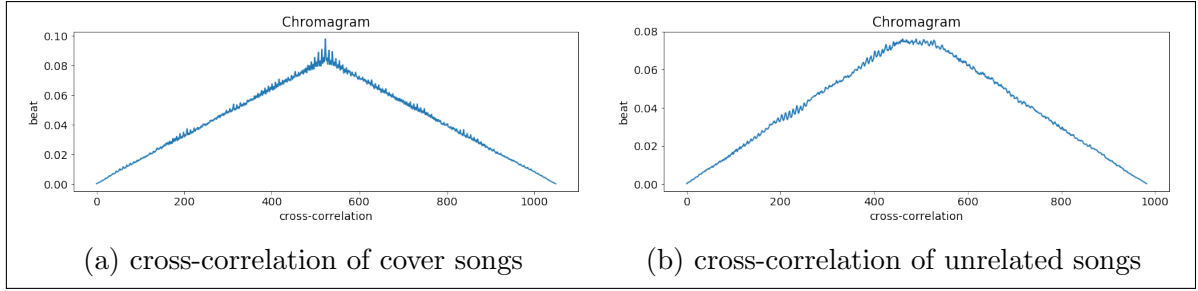 Chromagram
0.10
0.08
0.06
0.04
0.02
0.00
beat
0 200 400 600 800 1000
cross-correlation
(a) cross-correlation of cover songs
Chromagram
0.08
0.06
0.04
0.02
0.00
beat
0 200 400 600 800 1000
cross-correlation
(b) cross-correlation of unrelated songs